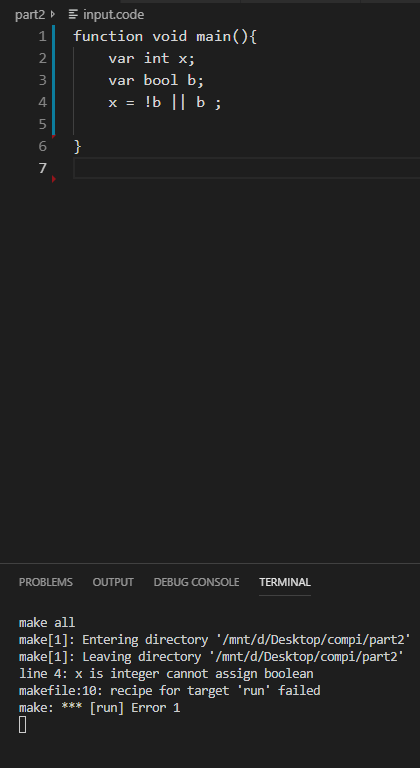 part2 > input.code
1 function void main(){
2 var int x;
3 var bool b;
4 x = !b || b ;
5
6 }
7
PROBLEMS OUTPUT DEBUG CONSOLE TERMINAL
make all
make[1]: Entering directory '/mnt/d/Desktop/compi/part2'
make[1]: Leaving directory '/mnt/d/Desktop/compi/part2'
line 4: x is integer cannot assign boolean
makefile:10: recipe for target 'run' failed
make: *** [run] Error 1